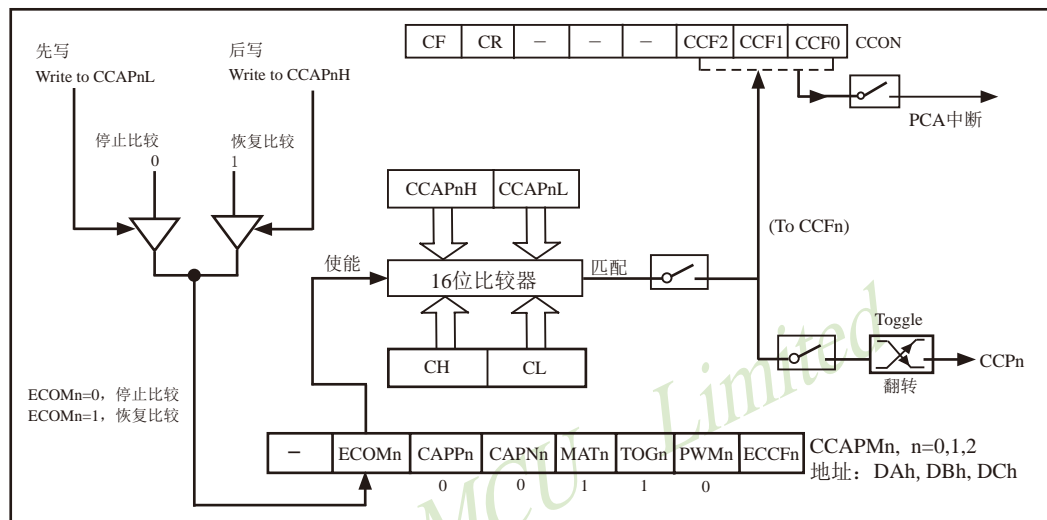 CF CR － － － CCF2 CCF1 CCF0 CCON
先写
Write to CCAPnL
后写
Write to CCAPnH
PCA中断
停止比较
0
恢复比较
1
CCAPnH CCAPnL
(To CCFn)
使能
16位比较器
匹配
CH CL
Toggle
CCPn
翻转
ECOMn=0，停止比较
ECOMn=1，恢复比较
－ ECOMn CAPPn CAPNn MATn TOGn PWMn ECCFn
CCAPMn, n=0,1,2
0 0 1 1 0
地址：DAh, DBh, DCh
MCU Limited